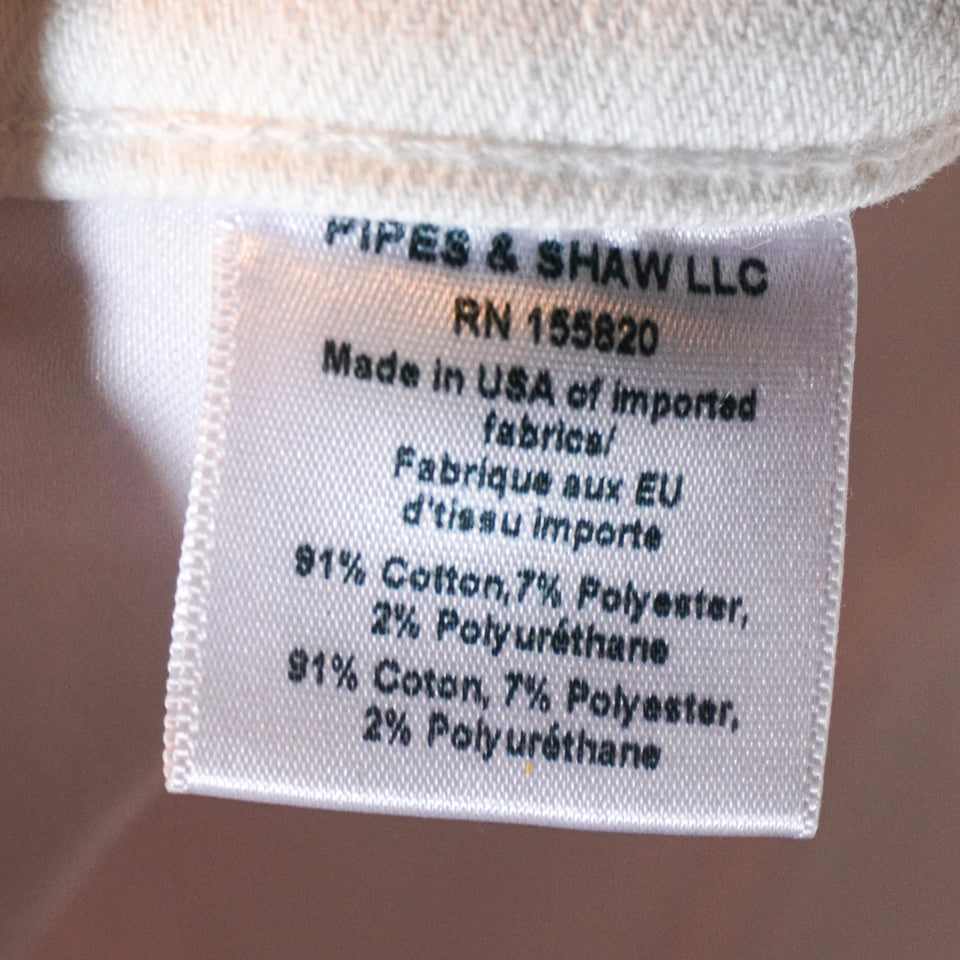 PIPES & SHAW LLC
RN 155820
Made in USA of imported
fabrics/
Fabrique aux EU
d'tissu importe
91% Cotton,7% Polyester,
2% Polyuréthane
91% Coton, 7% Polyester,
2% Polyuréthane